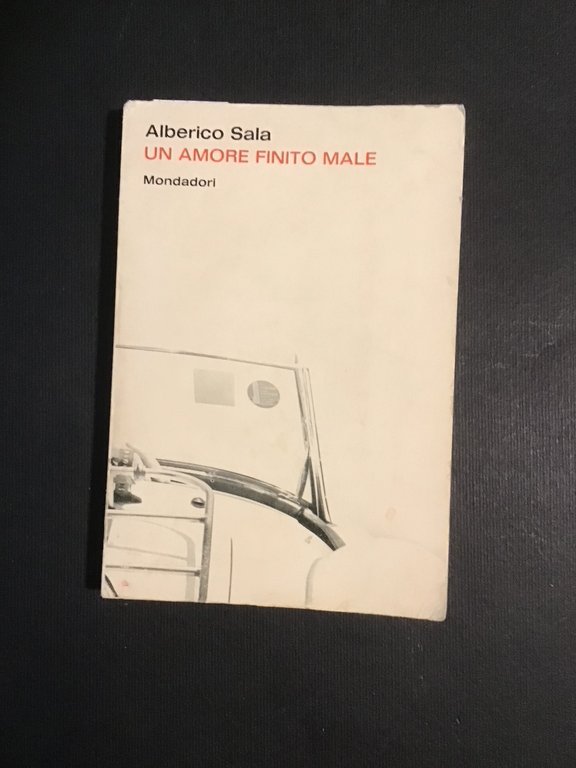 Alberico Sala
UN AMORE FINITO MALE
Mondadori